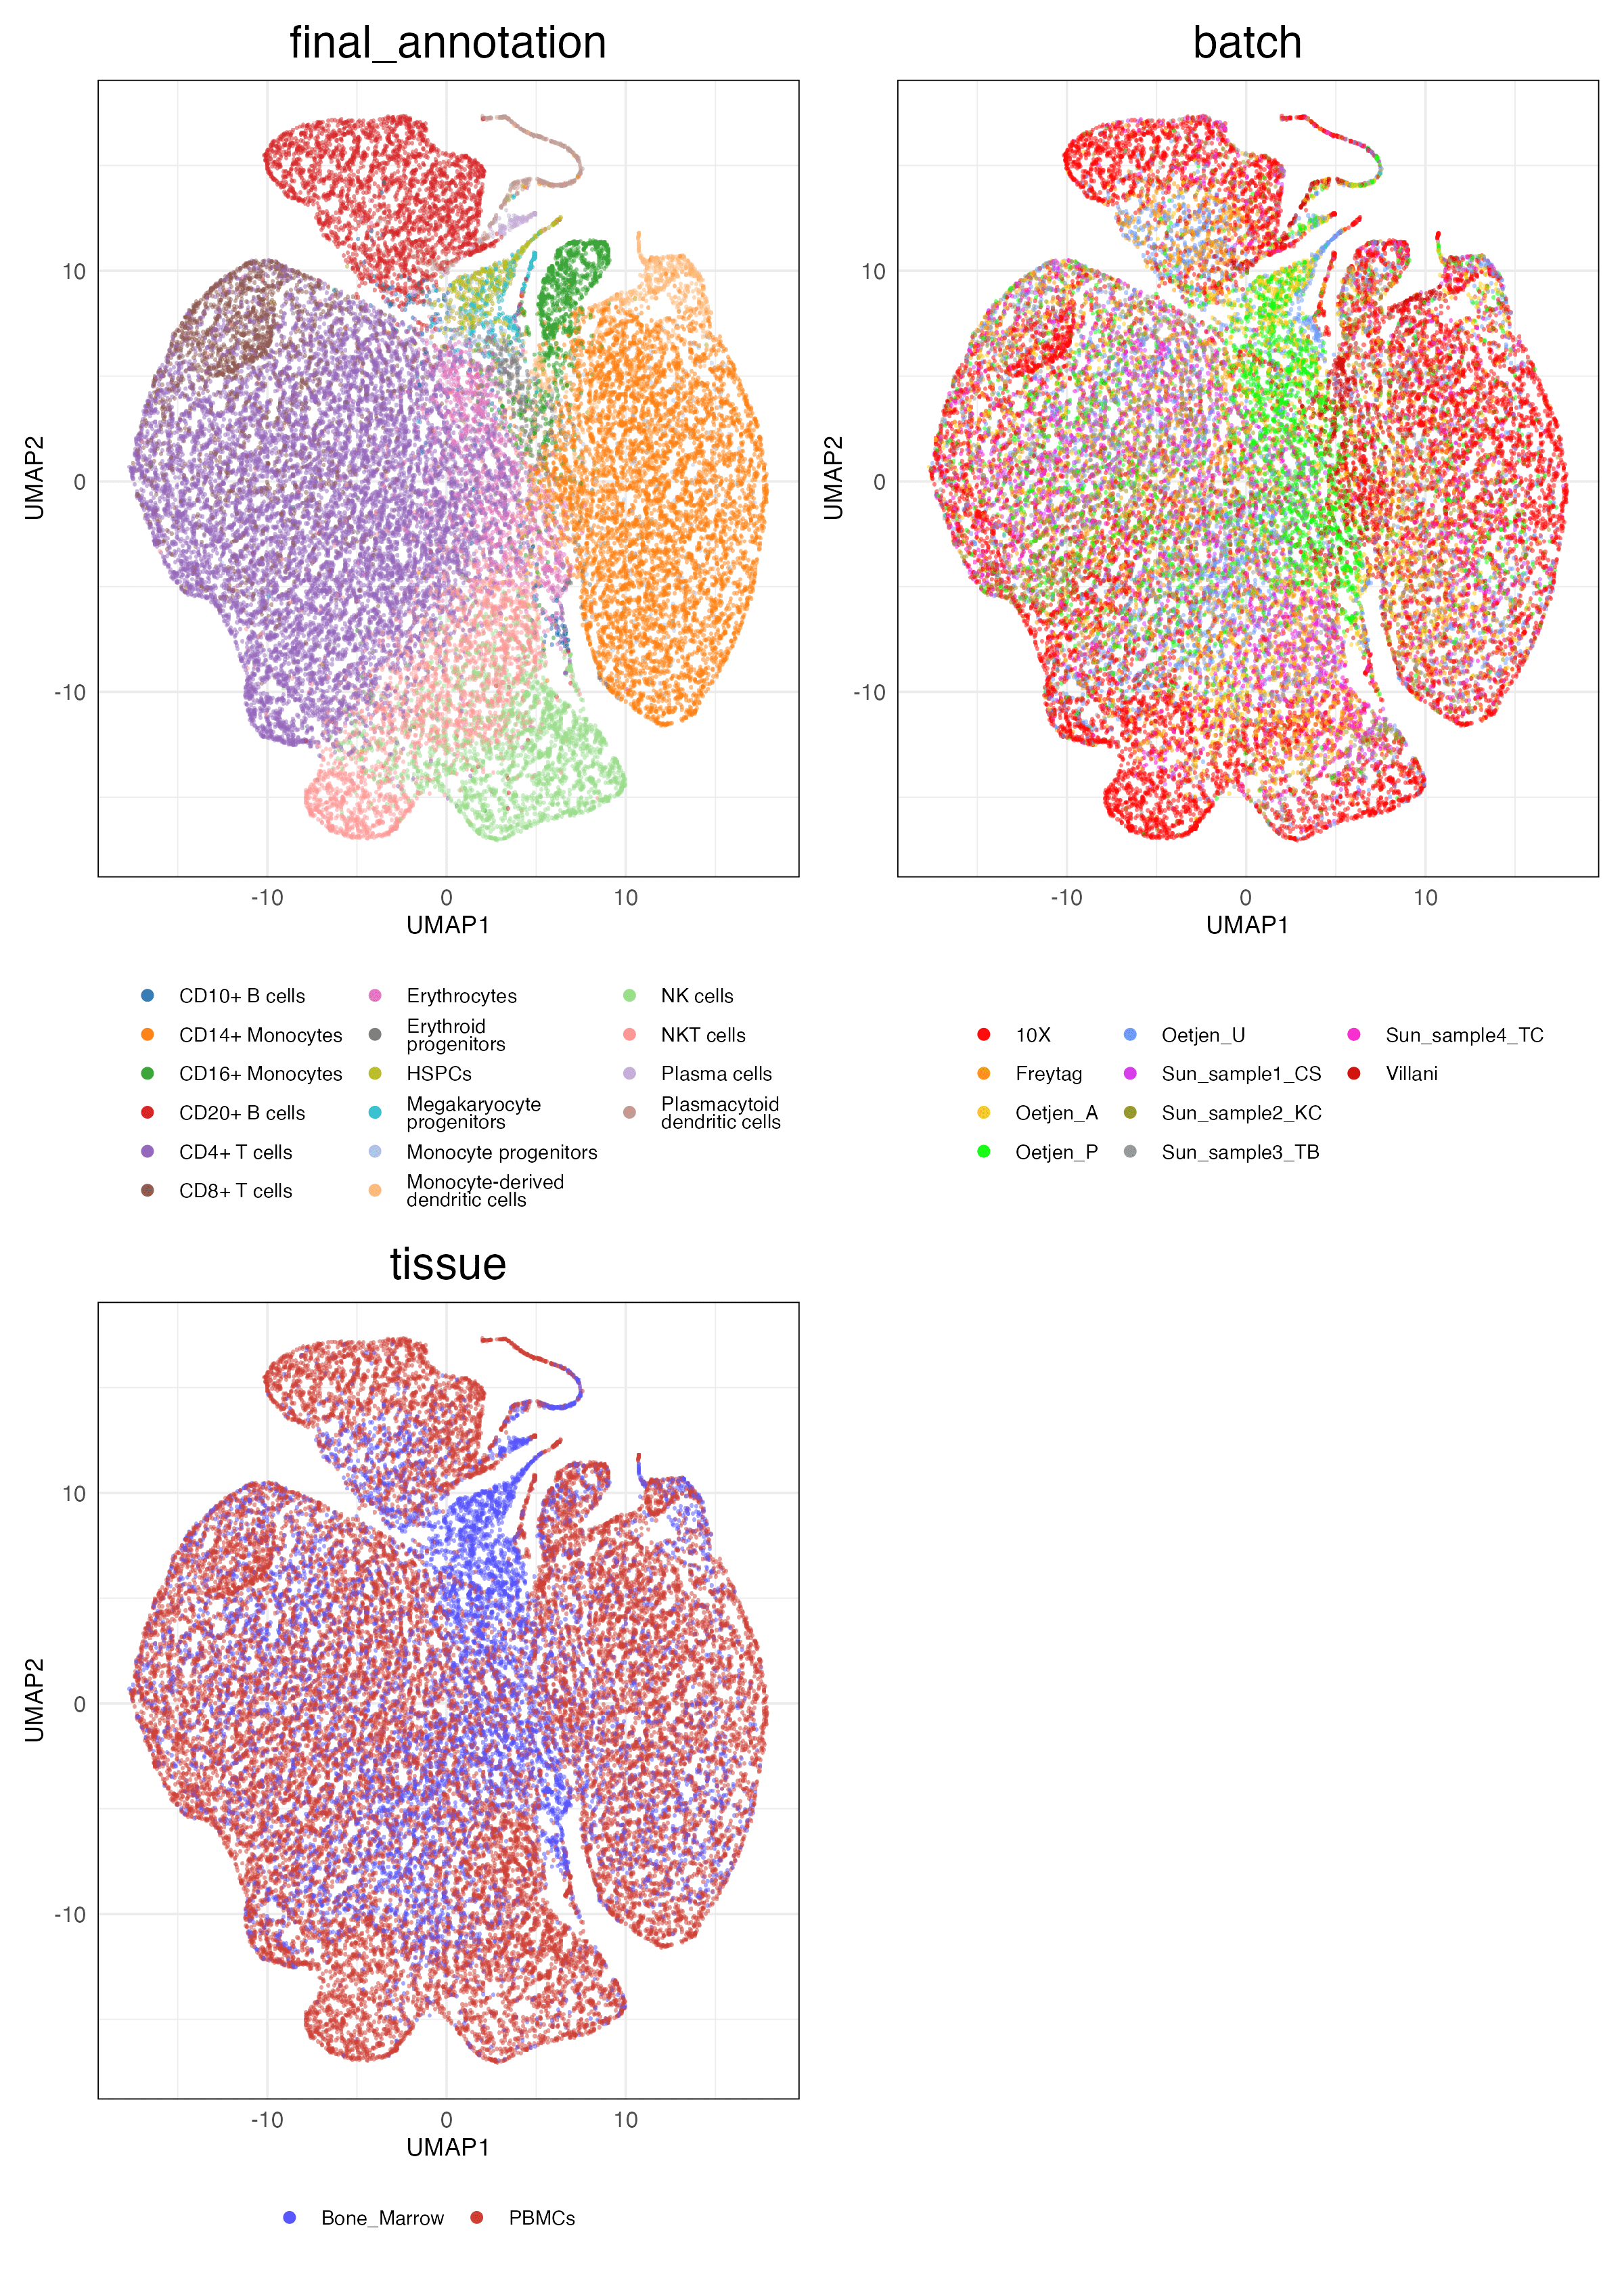 final_annotation
batch
10
0
-10
UMAP2
-10
0
10
UMAP1
10
0
-10
UMAP2
-10
0
10
UMAP1
CD10+ B cells
CD14+ Monocytes
CD16+ Monocytes
CD20+ B cells
CD4+ T cells
CD8+ T cells
Erythrocytes
Erythroid
progenitors
HSPCs
Megakaryocyte
progenitors
Monocyte progenitors
Monocyte-derived
dendritic cells
NK cells
NKT cells
Plasma cells
Plasmacytoid
dendritic cells
10X
Freytag
Oetjen_A
Oetjen_P
Oetjen_U
Sun_sample1_CS
Sun_sample2_KC
Sun_sample3_TB
Sun_sample4_TC
Villani
tissue
10
0
-10
UMAP2
-10
0
10
UMAP1
Bone_Marrow
PBMCs